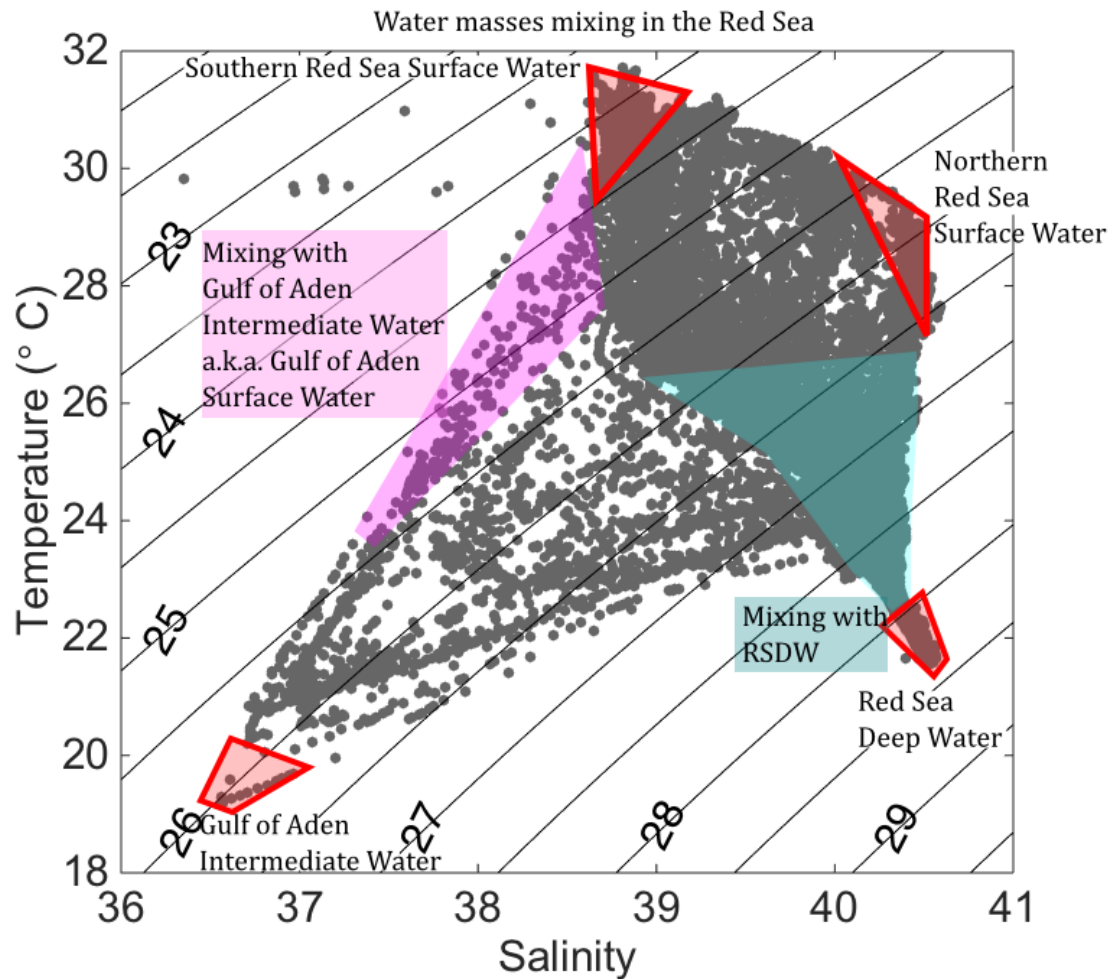 Water masses mixing in the Red Sea
32
Southern Red Sea Surface Water
30
Northern
Red Sea
Surface Water
23
Mixing with
Gulf of Aden
Intermediate Water
a.k.a. Gulf of Aden
Surface Water
28
Temperature (° C)
26
24
24
25
22
Mixing with
RSDW
Red Sea
Deep Water
20
26
27
28
29
Gulf of Aden
Intermediate Water
18
36
37
38
39
40
41
Salinity